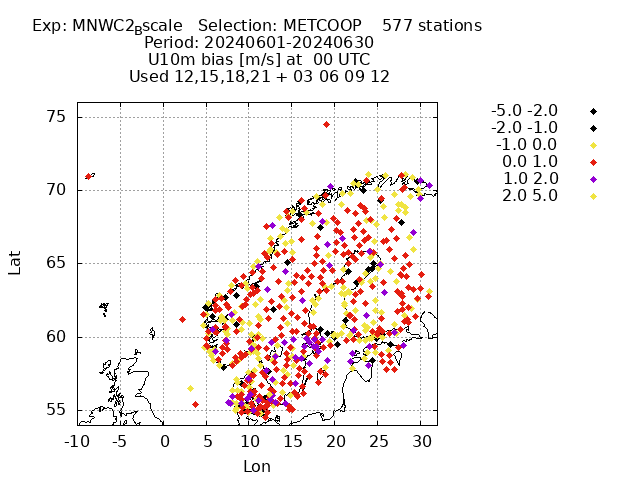 Exp: MNWC2_Bscale   Selection: METCOOP    577 stations
Period: 20240601-20240630
U10m bias [m/s] at  00 UTC
Used 12,15,18,21 + 03 06 09 12
-5.0 -2.0
-2.0 -1.0
-1.0 0.0
0.0 1.0
1.0 2.0
2.0 5.0
75
70
65
60
55
Lat
-10 -5 0 5 10 15 20 25 30
Lon